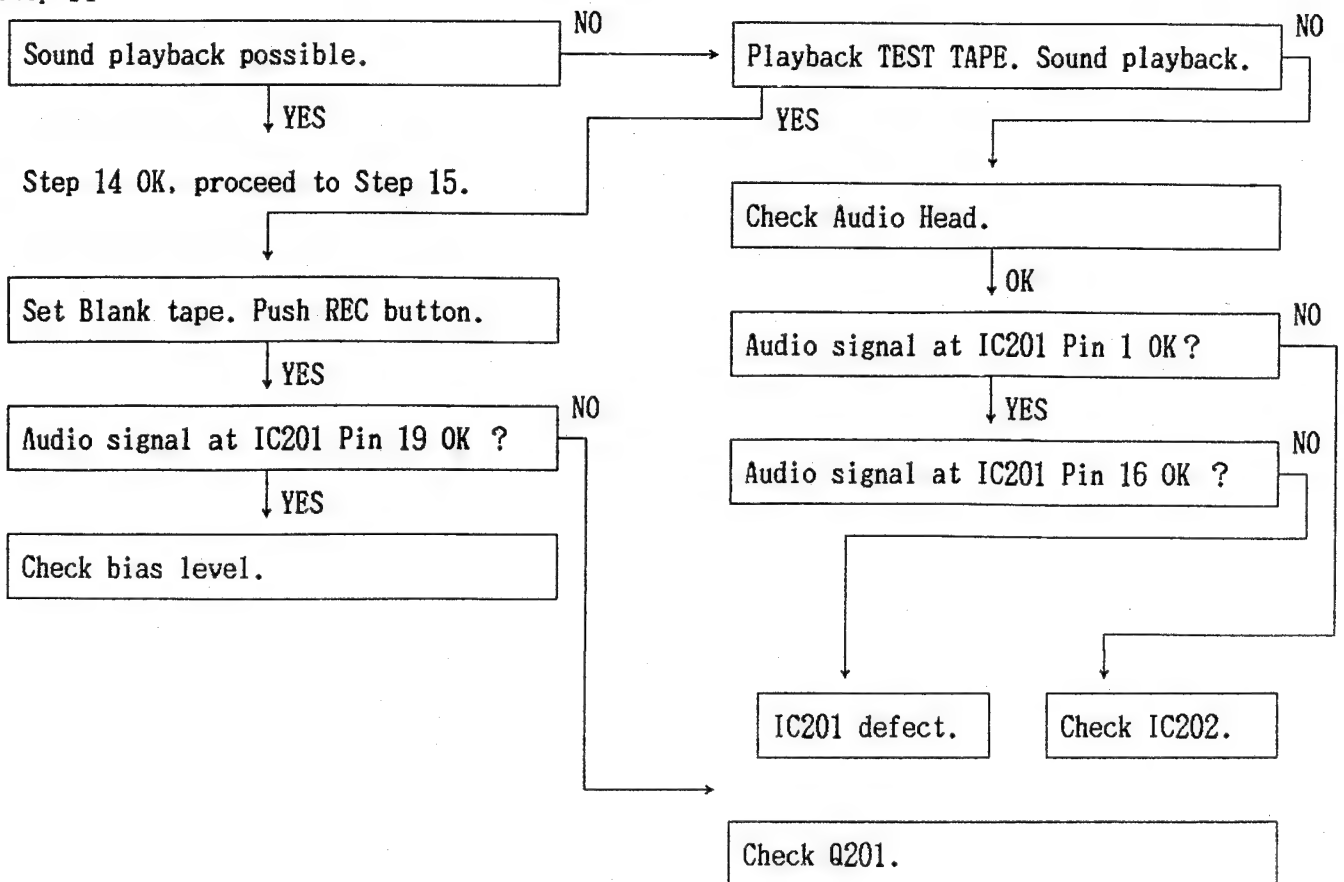 NO
NO
Sound playback possible.
Playback TEST TAPE. Sound playback.
YES
YES
Step 14 OK, proceed to Step 15.
Check Audio Head.
OK
Set Blank tape. Push REC button.
NO
Audio signal at IC201 Pin 1 OK?
YES
YES
NO
NO
Audio signal at IC201 Pin 19 OK ?
Audio signal at IC201 Pin 16 OK ?
YES
Check bias level.
IC201 defect.
Check IC202.
Check Q201.